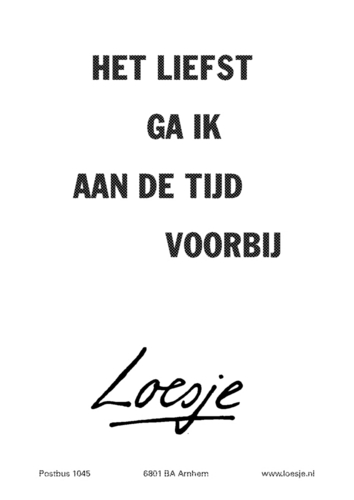 HET LIEFST
GA IK
AAN DE TIJD
VOORBIJ
Loesje
Postbus 1045 6801 BA Arnhem www.loesje.nl